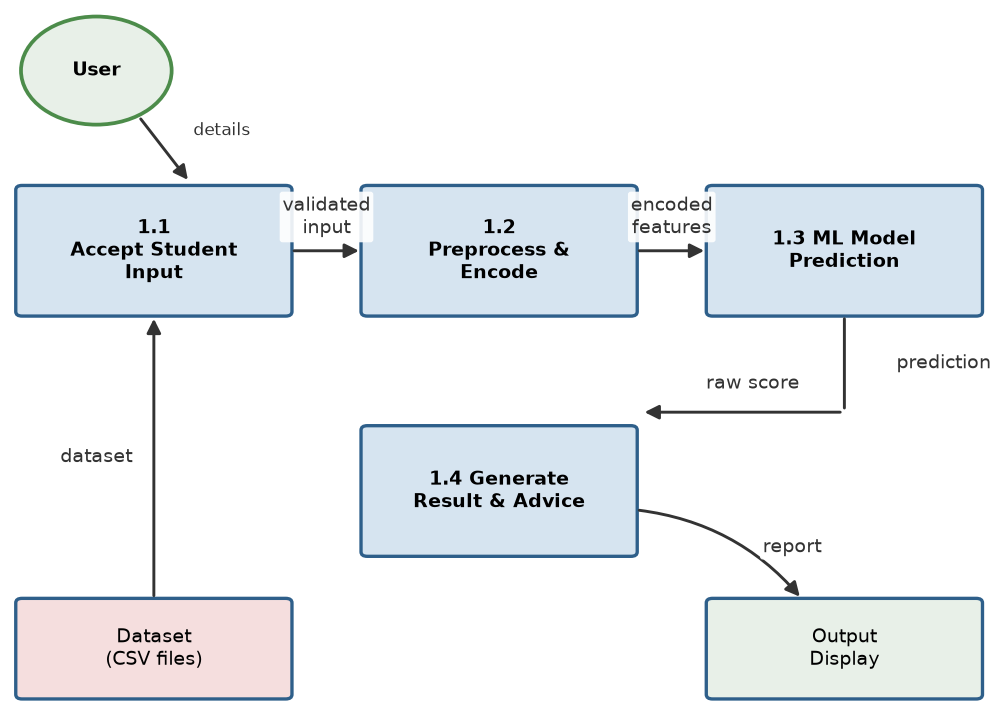 User
details
1.1
Accept Student
Input
validated
input
1.2
Preprocess &
Encode
encoded
features
1.3 ML Model
Prediction
prediction
raw score
dataset
1.4 Generate
Result & Advice
report
Dataset
(CSV files)
Output
Display